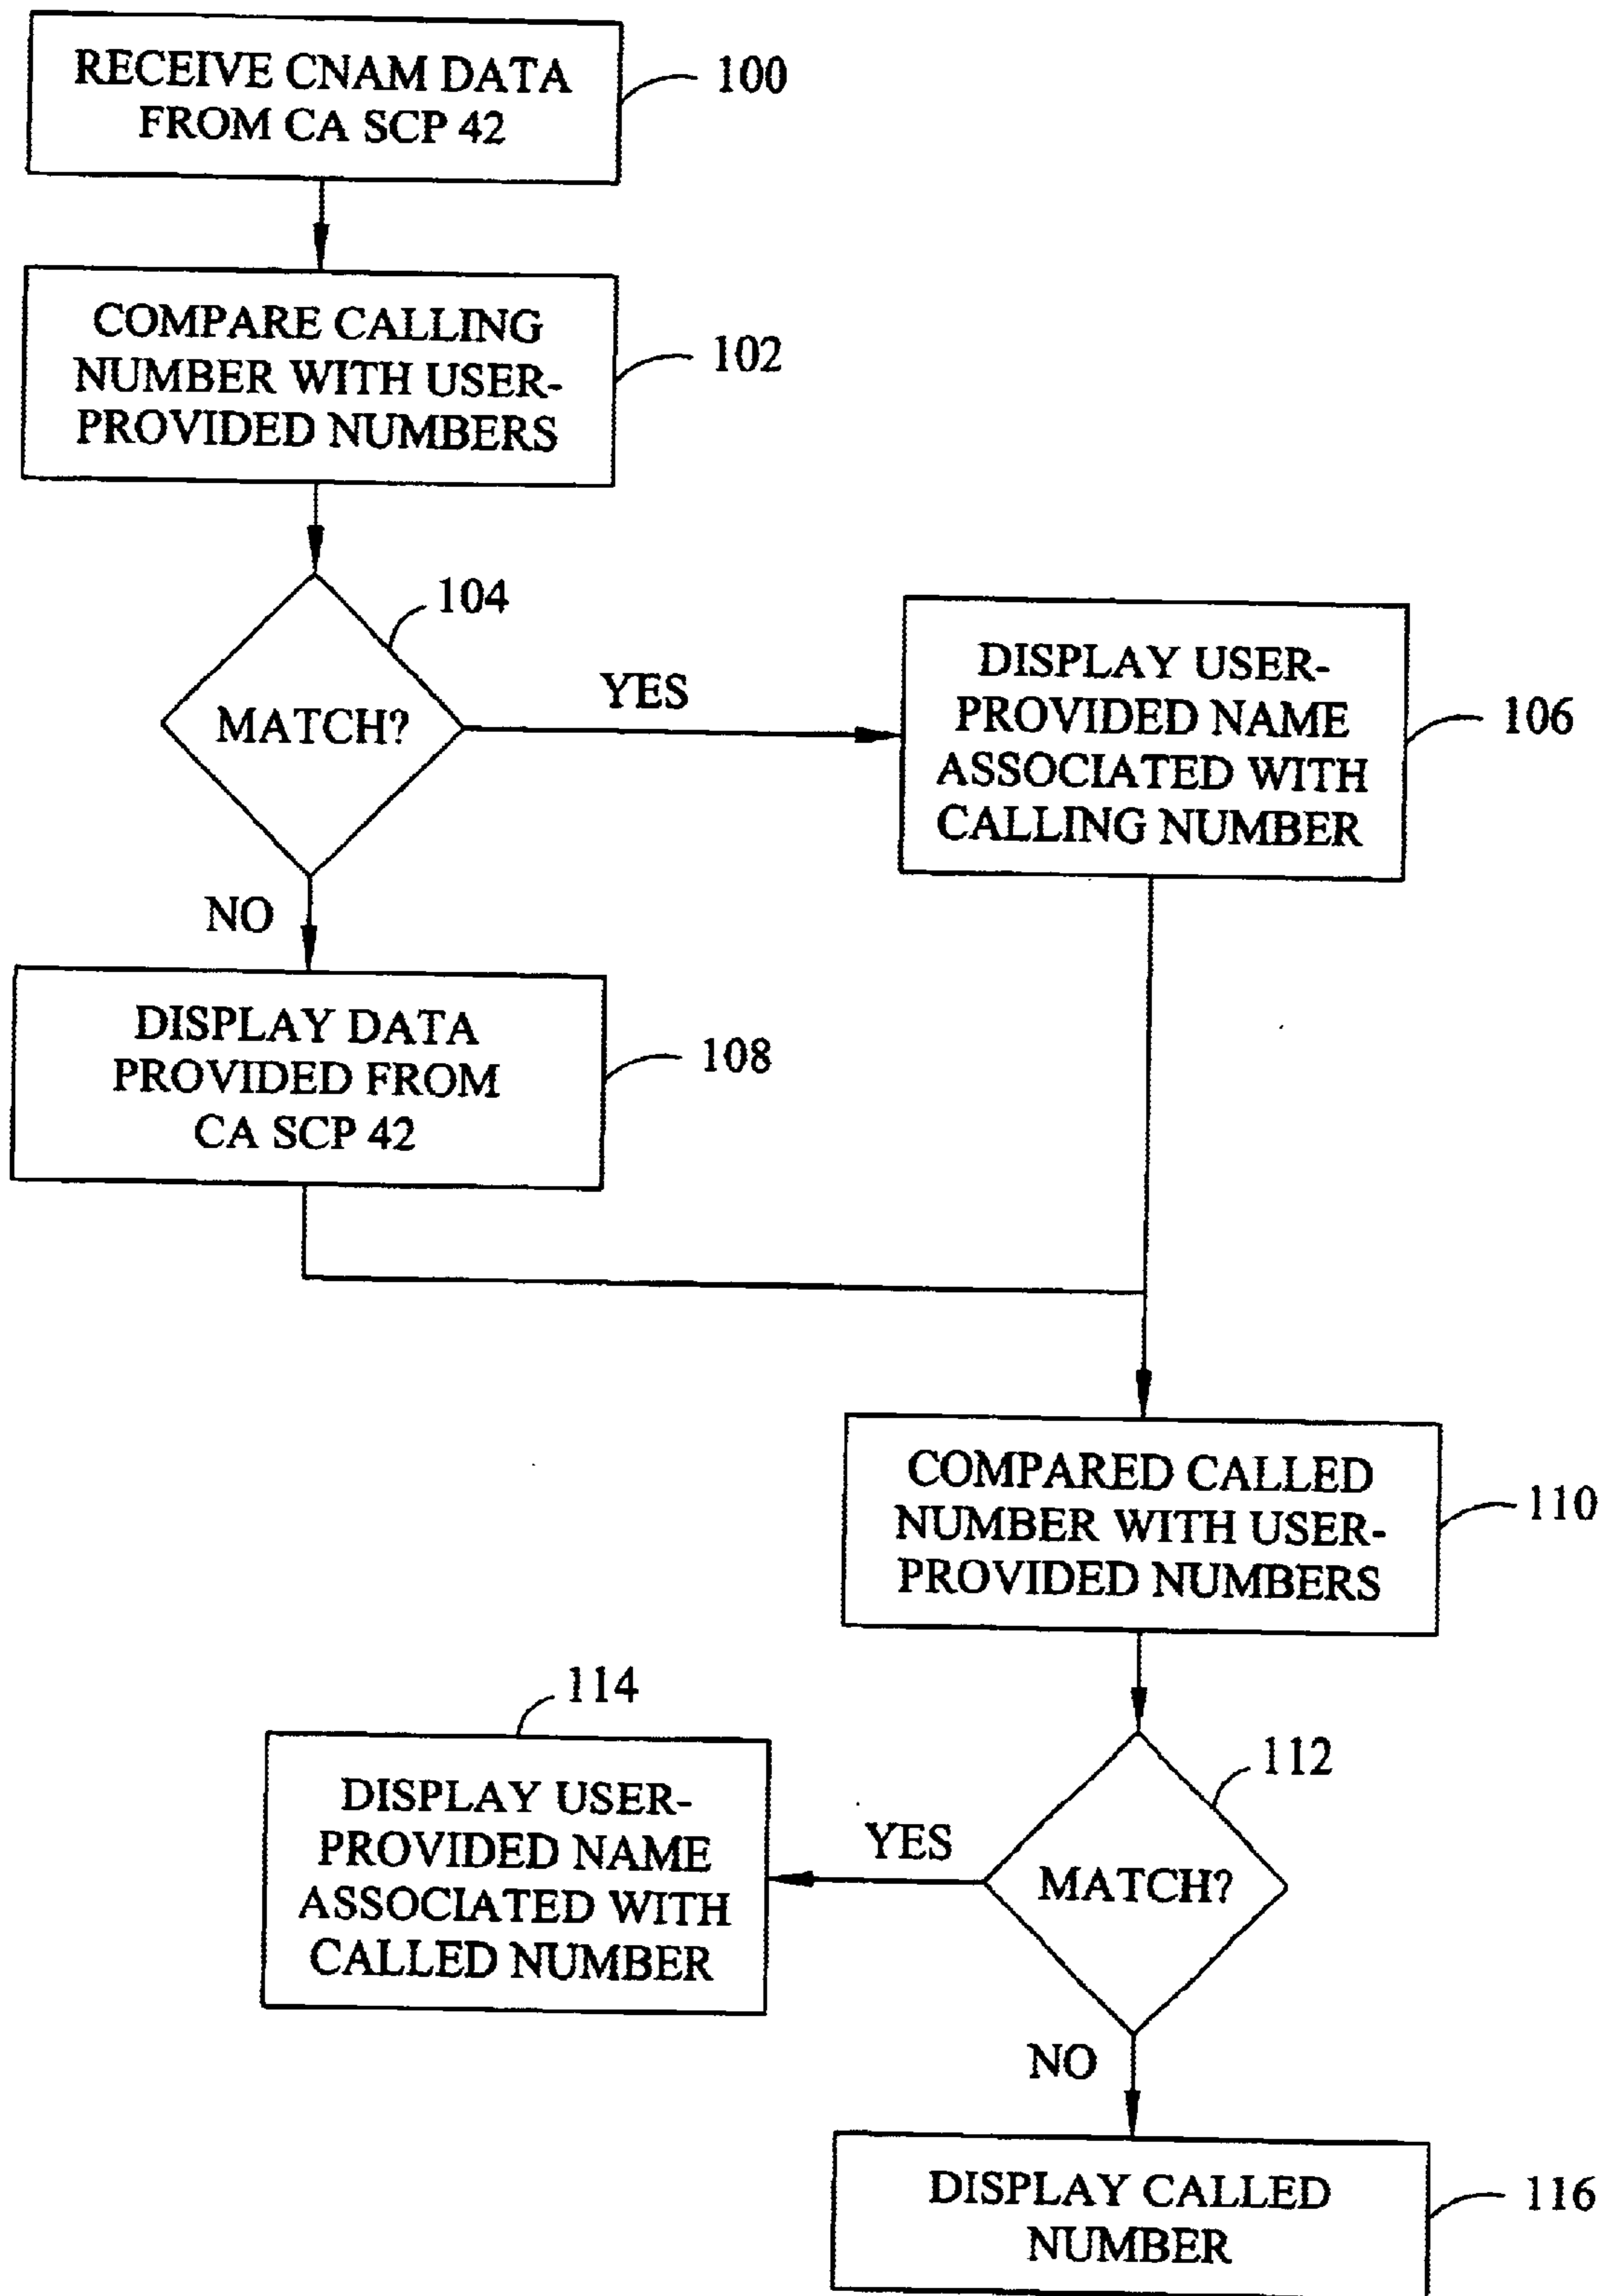 RECEIVE CNAM DATA
FROM CA SCP 42
100
COMPARE CALLING
NUMBER WITH USER-
PROVIDED NUMBERS
102
104
MATCH?
YES
DISPLAY USER-
PROVIDED NAME
ASSOCIATED WITH
CALLING NUMBER
106
NO
DISPLAY DATA
PROVIDED FROM
CA SCP 42
108
COMPARED CALLED
NUMBER WITH USER-
PROVIDED NUMBERS
110
112
MATCH?
YES
114
DISPLAY USER-
PROVIDED NAME
ASSOCIATED WITH
CALLED NUMBER
NO
DISPLAY CALLED
NUMBER
116